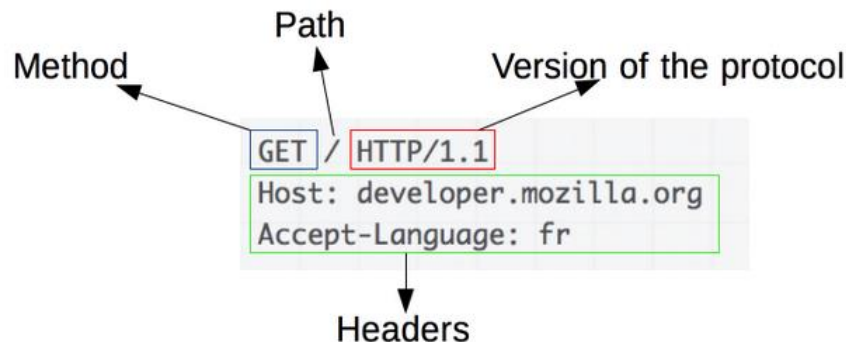 Path
Method
Version of the protocol
GET / HTTP/1.1
Host: developer.mozilla.org
Accept-Language: fr
Headers